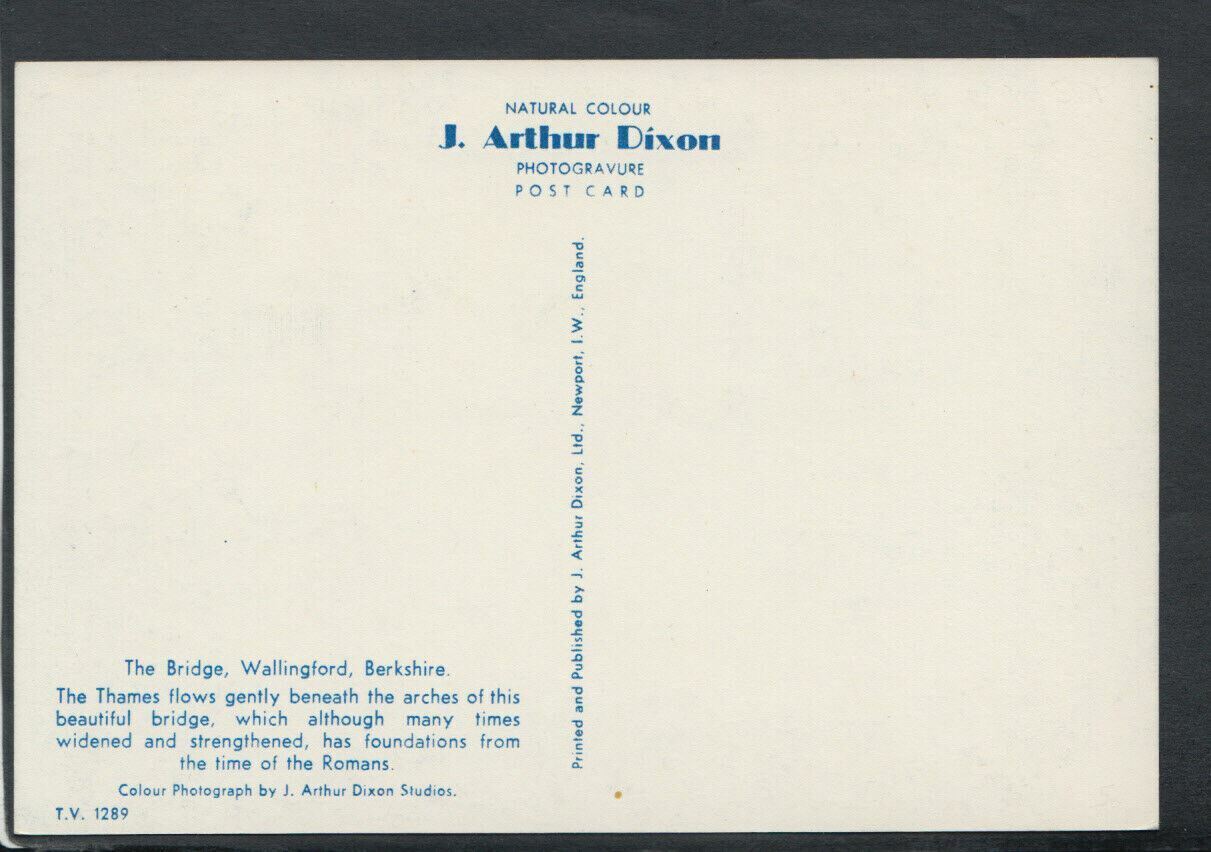 NATURAL COLOUR
J. Arthur Dixon
PHOTOGRAVURE
POST CARD
Printed and Published by J. Arthur Dixon, Ltd., Newport, I.W., England.
The Bridge, Wallingford, Berkshire.
The Thames flows gently beneath the arches of this
beautiful bridge, which although many times
widened and strengthened, has foundations from
the time of the Romans.
Colour Photograph by J. Arthur Dixon Studios.
T.V. 1289